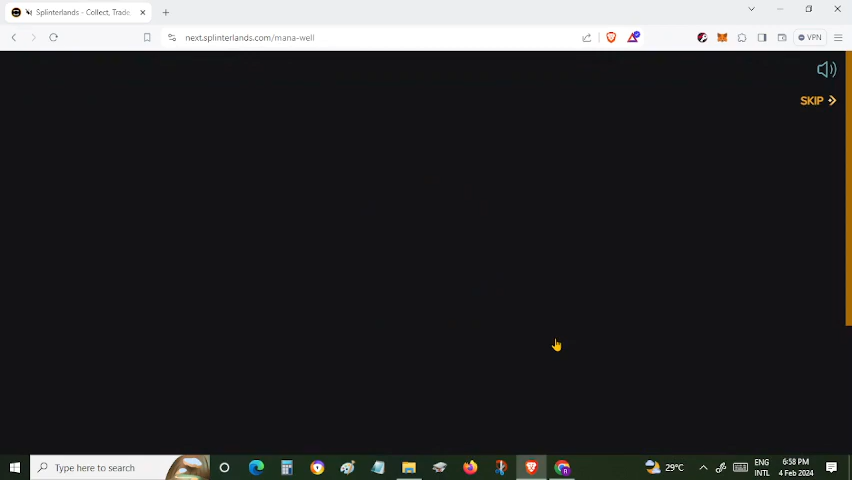 Splinterlands - Collect, Trade,
next.splinterlands.com/mana-well
VPN
SKIP
Type here to search
29°C
ENG
INTL
6:58 PM
4 Feb 2024